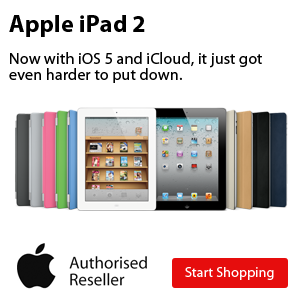 Apple iPad 2
Now with iOS 5 and iCloud, it just got
even harder to put down.
Authorised
Reseller
Start Shopping